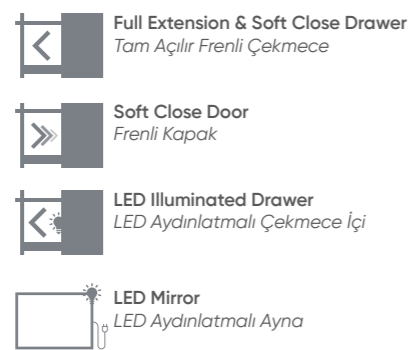 Full Extension & Soft Close Drawer
Tam Açılır Frenli Çekmece
Soft Close Door
Frenli Kapak
LED Illuminated Drawer
LED Aydınlatmalı Çekmece İçi
LED Mirror
LED Aydınlatmalı Ayna